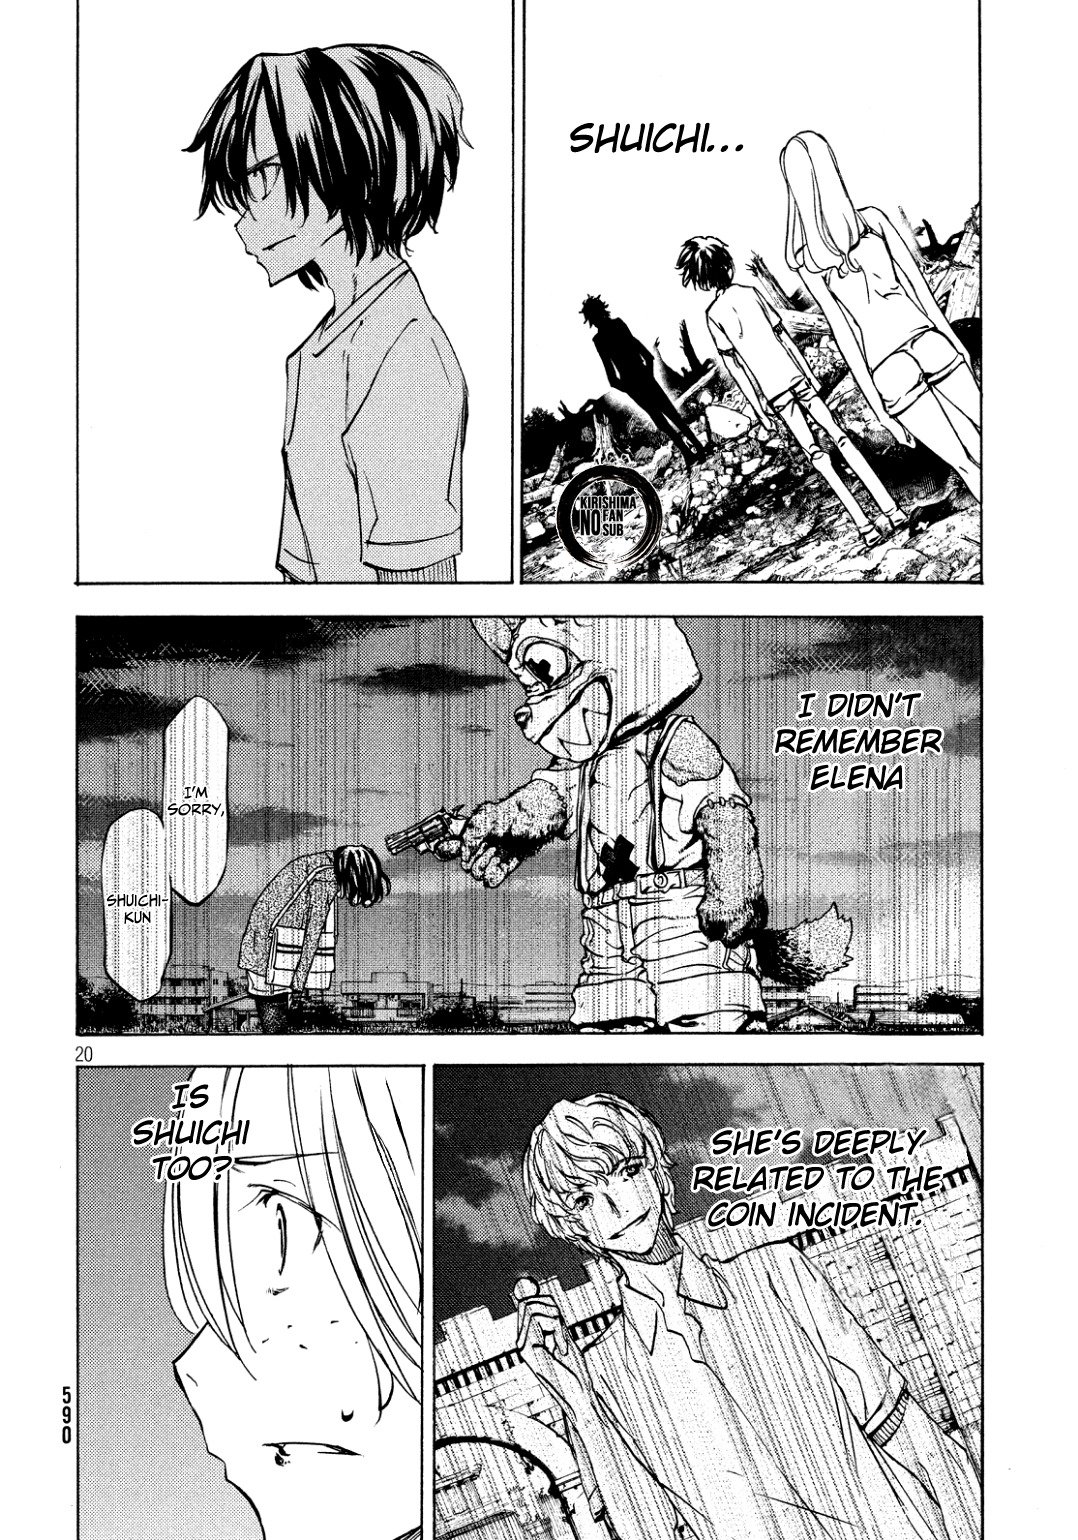 SHUICHI...
KIRISHIMA
NO FAN
SUB
I DIDN'T
REMEMBER
ELENA
I'M
SORRY,
SHUICHI-
KUN
20
SHE'S DEEPLY
RELATED TO THE
COIN INCIDENT.
IS
SHUICHI
TOO?
590